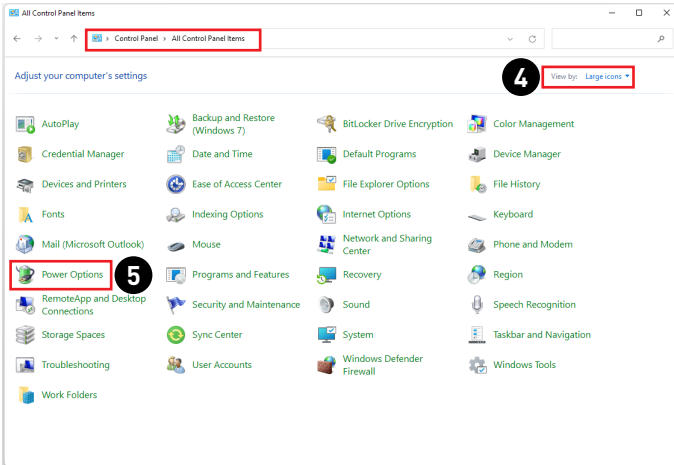 All Control Panel Items
Control Panel > All Control Panel Items
Adjust your computer's settings
4
View by: Large icons
AutoPlay
Backup and Restore
(Windows 7)
BitLocker Drive Encryption
Color Management
Credential Manager
Date and Time
Default Programs
Device Manager
Devices and Printers
Ease of Access Center
File Explorer Options
File History
Fonts
Indexing Options
Internet Options
Keyboard
Mail (Microsoft Outlook)
Mouse
Network and Sharing
Center
Phone and Modem
Power Options
5
Programs and Features
Recovery
Region
RemoteApp and Desktop
Connections
Security and Maintenance
Sound
Speech Recognition
Storage Spaces
Sync Center
System
Taskbar and Navigation
Troubleshooting
User Accounts
Windows Defender
Firewall
Windows Tools
Work Folders